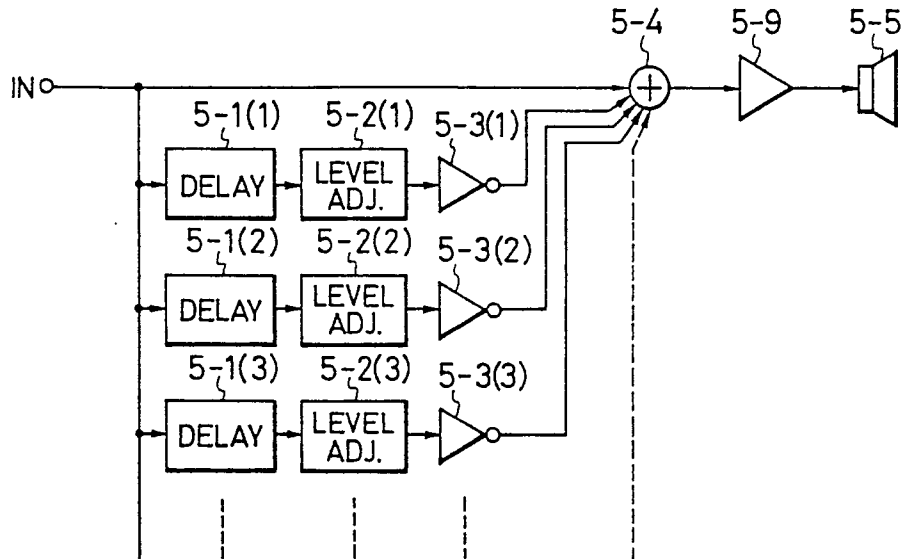 5-4
5-9
5-5
IN
5-1(1)
5-2(1)
5-3(1)
DELAY
LEVEL
ADJ.
5-1(2)
5-2(2)
5-3(2)
DELAY
LEVEL
ADJ.
5-1(3)
5-2(3)
5-3(3)
DELAY
LEVEL
ADJ.